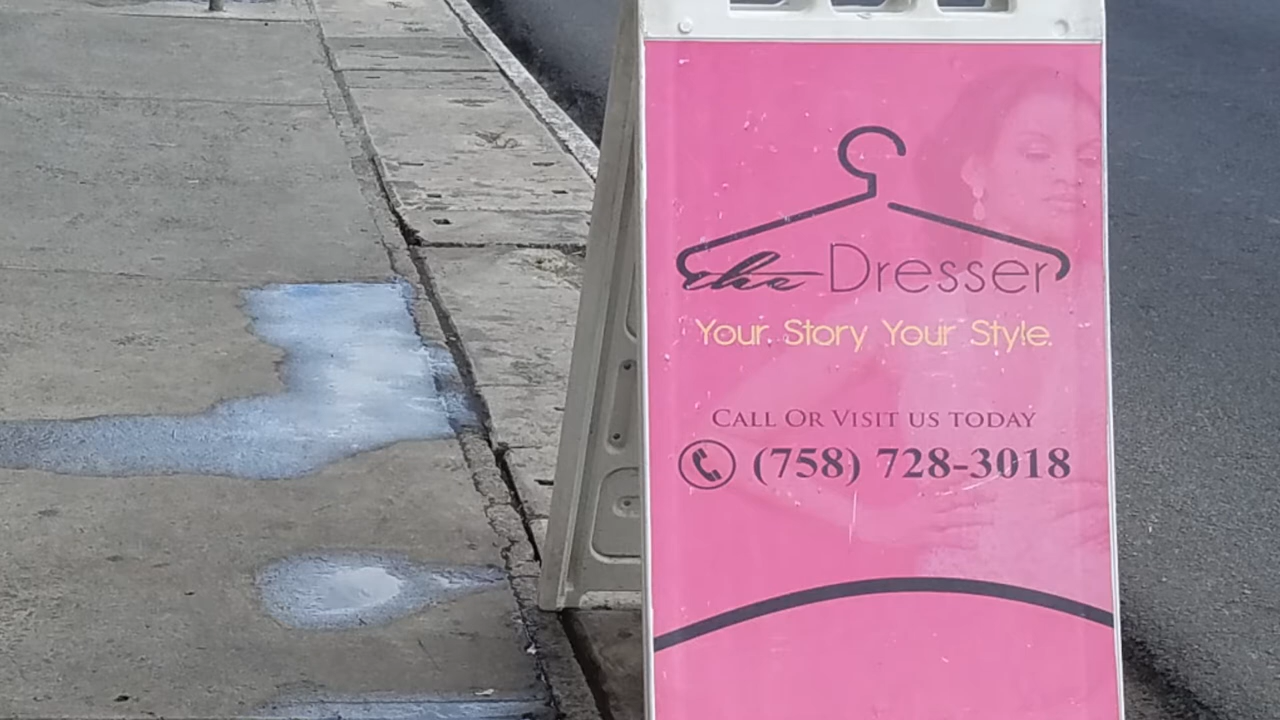 the Dresser
Your Story Your Style.
CALL OR VISIT US TODAY
(758) 728-3018